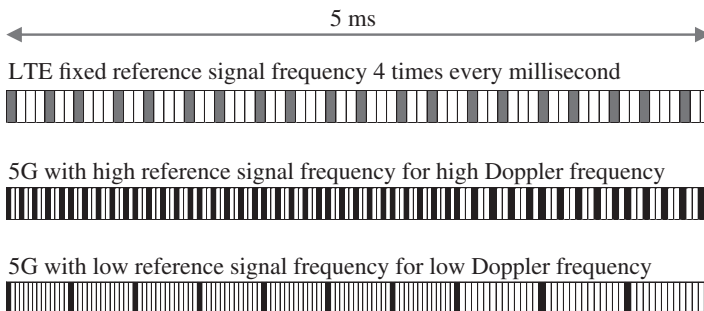 5 ms
LTE fixed reference signal frequency 4 times every millisecond
5G with high reference signal frequency for high Doppler frequency
5G with low reference signal frequency for low Doppler frequency